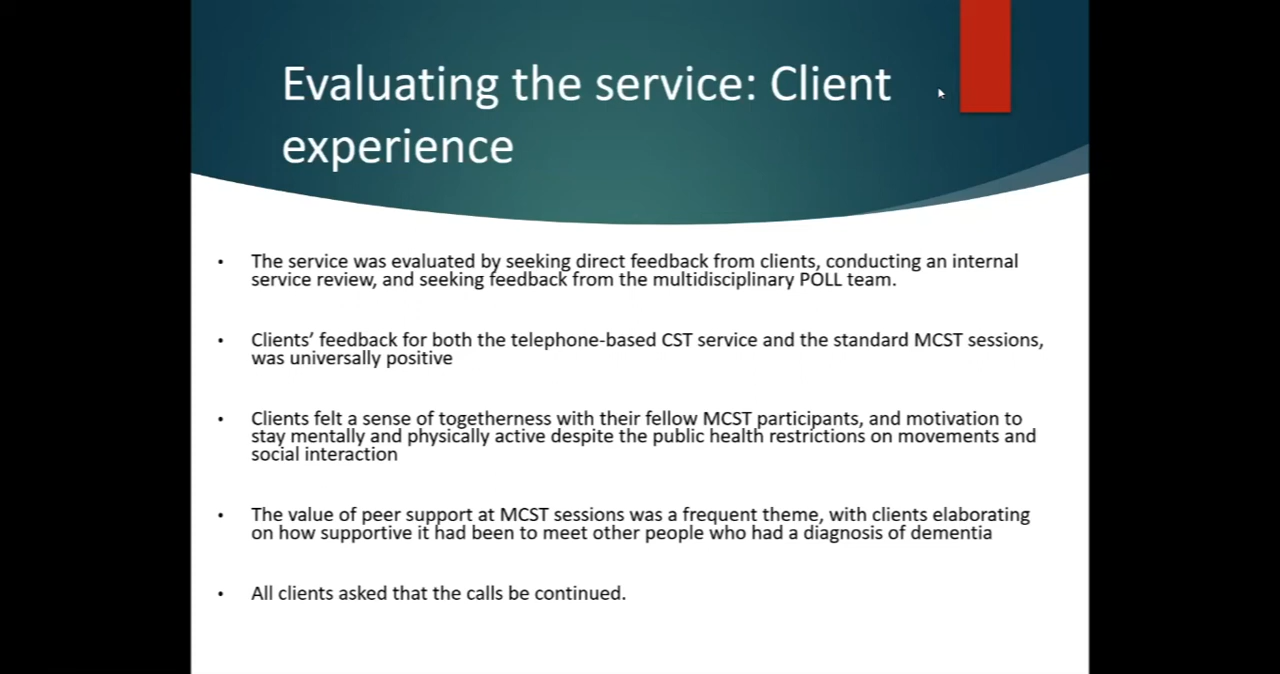 Evaluating the service: Client
experience
• The service was evaluated by seeking direct feedback from clients, conducting an internal
service review, and seeking feedback from the multidisciplinary POLL team.
• Clients’ feedback for both the telephone-based CST service and the standard MCST sessions,
was universally positive
• Clients felt a sense of togetherness with their fellow MCST participants, and motivation to
stay mentally and physically active despite the public health restrictions on movements and
social interaction
• The value of peer support at MCST sessions was a frequent theme, with clients elaborating
on how supportive it had been to meet other people who had a diagnosis of dementia
• All clients asked that the calls be continued.